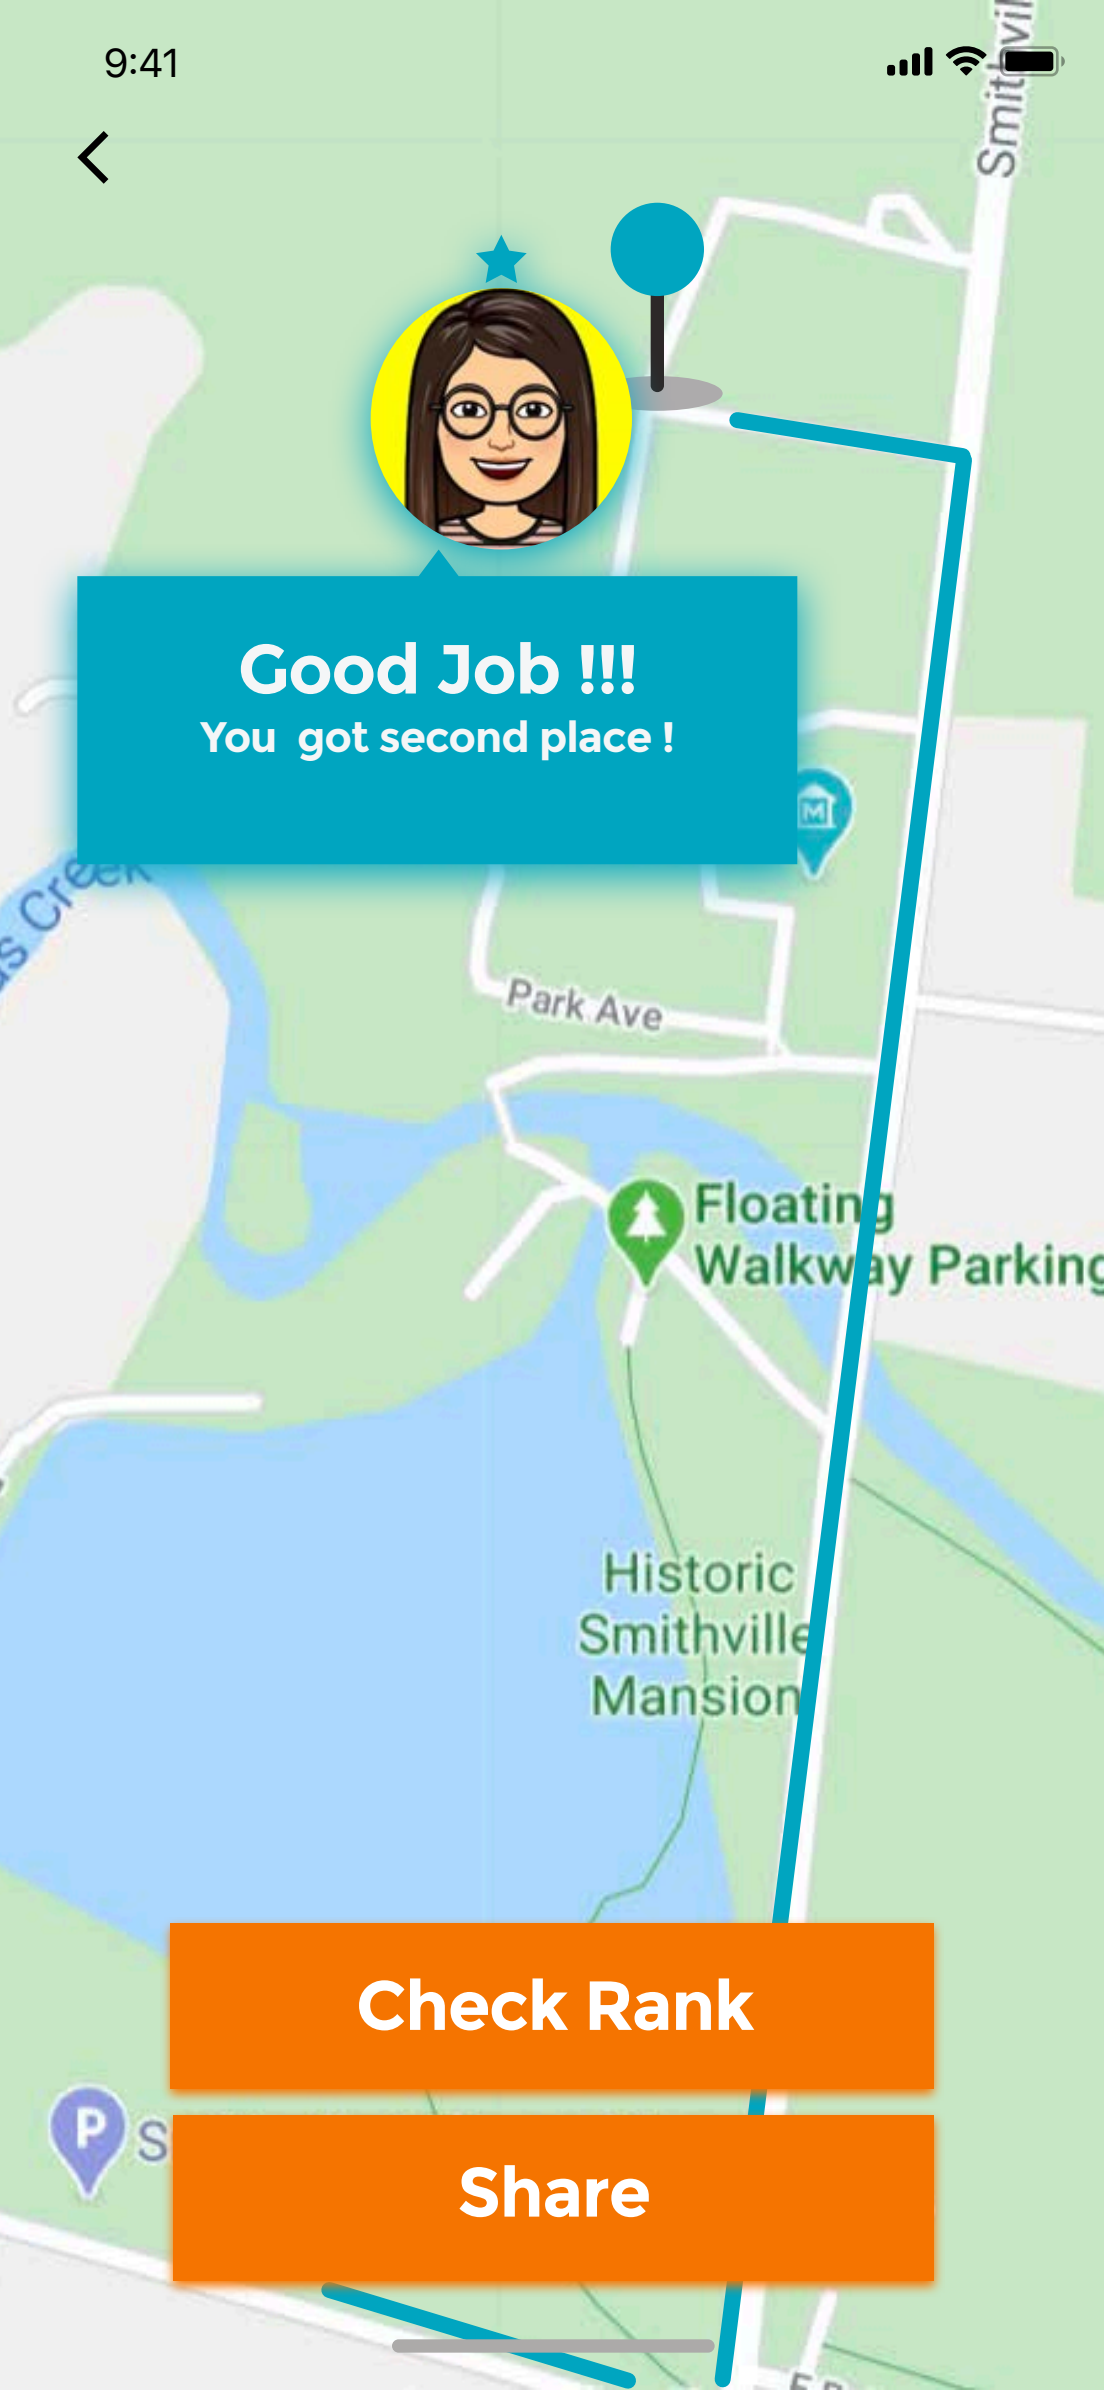 9:41
Good Job !!!
You got second place !
M
Park Ave
Floating
Walkway Parking
Historic
Smithville
Mansion
Check Rank
P
Share